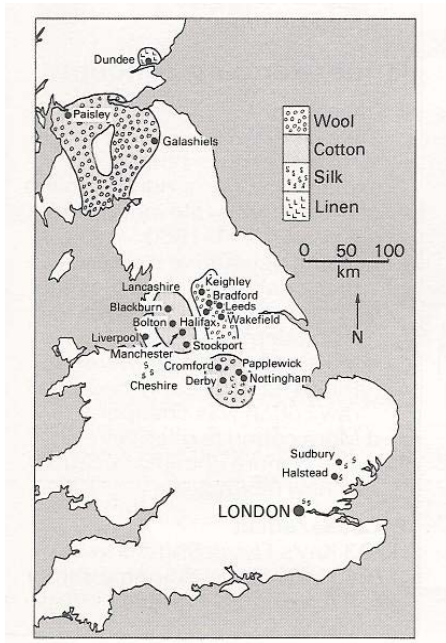 Dundee
Paisley
Galashiels
Wool
Cotton
Silk
Linen
0 50 100
km
N
Lancashire
Keighley
Bradford
Blackburn
Leeds
Bolton
Halifax
Wakefield
Liverpool
Manchester
Stockport
Cheshire
Cromford
Papplewick
Derby
Nottingham
Sudbury
Halstead
LONDON